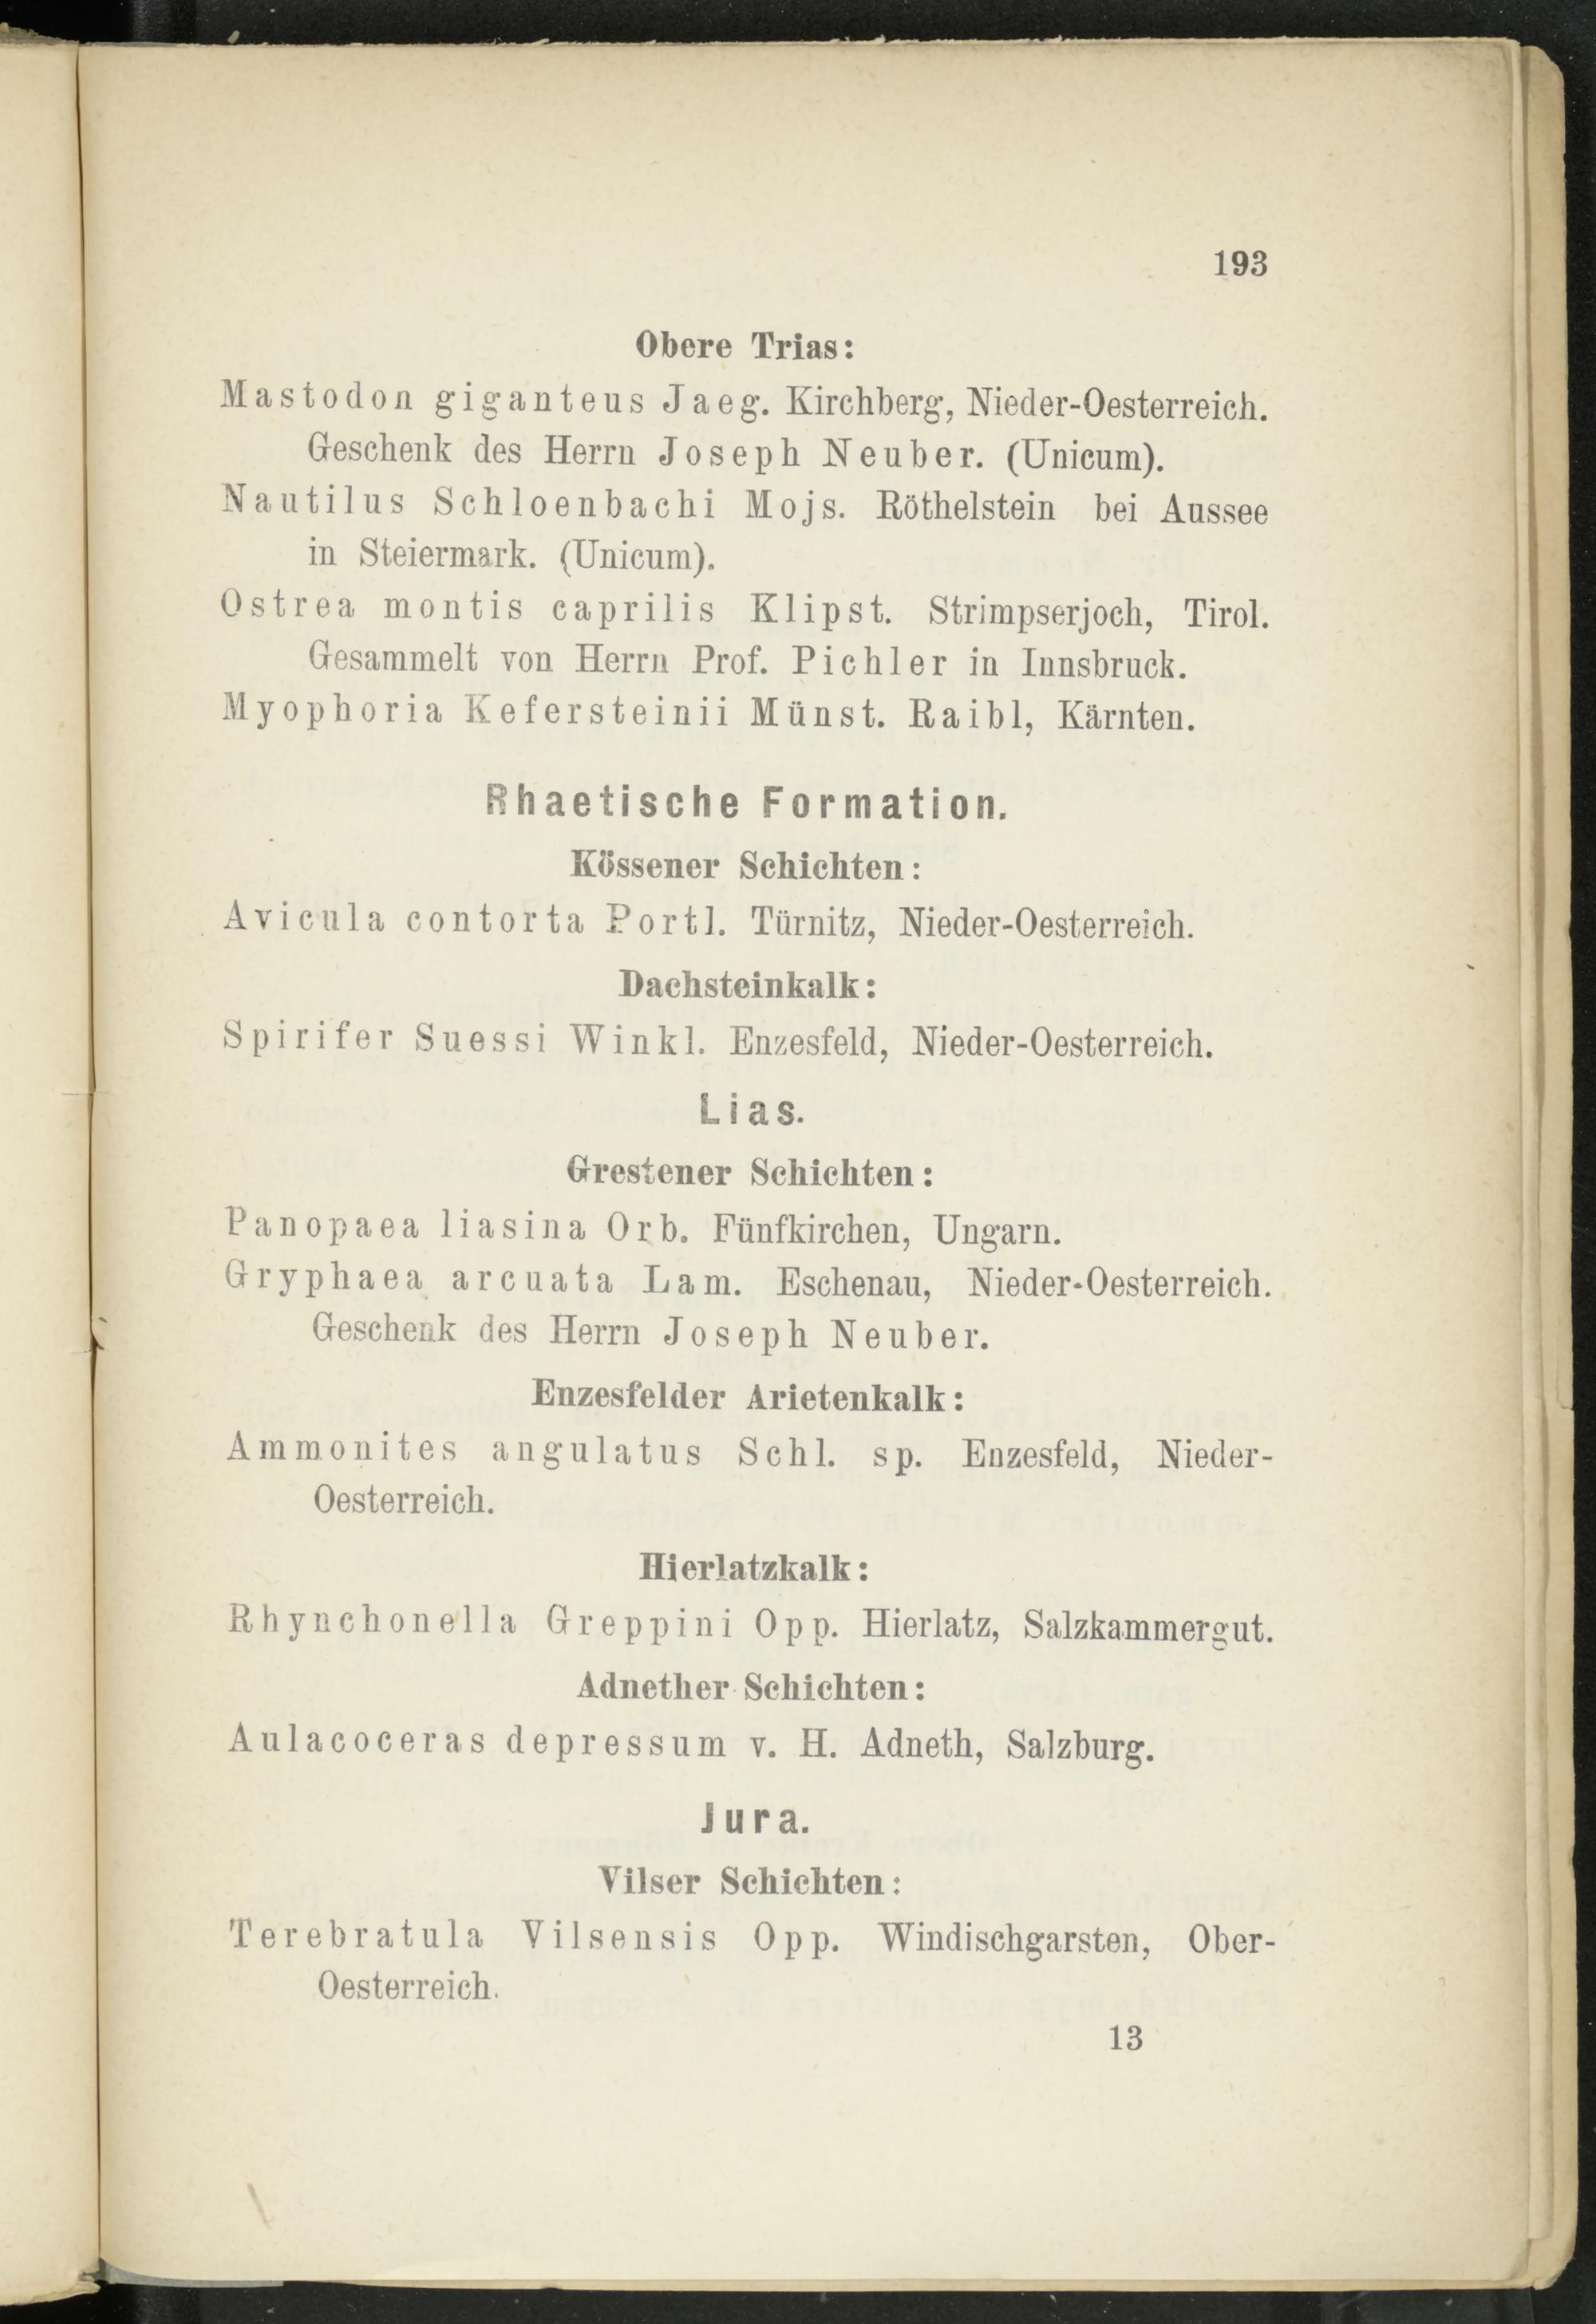 193
Obere Trias:
Mastodon giganteus Jaeg. Kirchberg, Nieder-Oesterreich.
Geschenk des Herrn Joseph Neuber. (Unicum).
Nautilus Schloenbachi Mojs. Röthelstein bei Aussee
in Steiermark. (Unicum).
Ostrea montis caprilis Klipst. Strimpserjoch, Tirol.
Gesammelt von Herrn Prof. Pichler in Innsbruck.
Myophoria Kefersteinii Münst. Raibl, Kärnten.
Rhaetische Formation.
Kössener Schichten:
Avicula contorta Portl. Türnitz, Nieder-Oesterreich.
Dachsteinkalk:
Spirifer Suessi Winkl. Enzesfeld, Nieder-Oesterreich.
Lias.
Grestener Schichten:
Panopaea liasina Orb. Fünfkirchen, Ungarn.
Gryphaea arcuata Lam. Eschenau, Nieder-Oesterreich.
Geschenk des Herrn Joseph Neuber.
Enzesfelder Arietenkalk:
Ammonites angulatus Schl. sp. Enzesfeld, Nieder-
Oesterreich.
Hierlatzkalk:
Rhynchonella Greppini Opp. Hierlatz, Salzkammergut.
Adnether Schichten:
Aulacoceras depressum v. H. Adneth, Salzburg.
Jura.
Vilser Schichten:
Terebratula Vilsensis Opp. Windischgarsten, Ober-
Oesterreich.
13